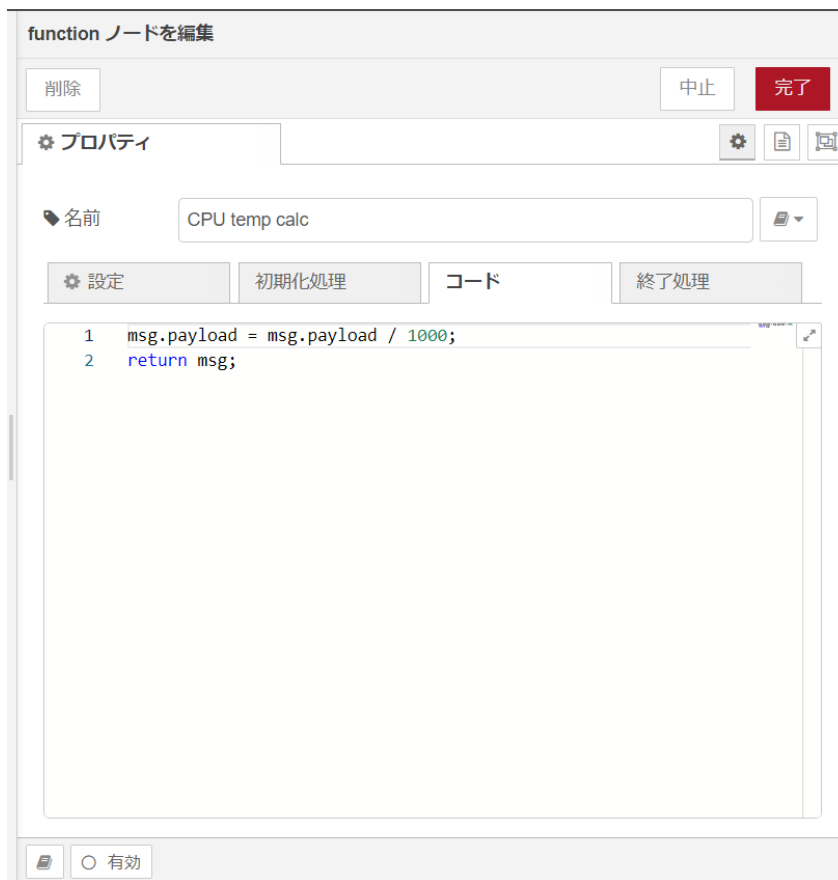 function ノードを編集
削除 中止 完了
プロパティ
名前 CPU temp calc
設定 初期化処理 コード 終了処理
1 msg.payload = msg.payload / 1000;
2 return msg;
有効